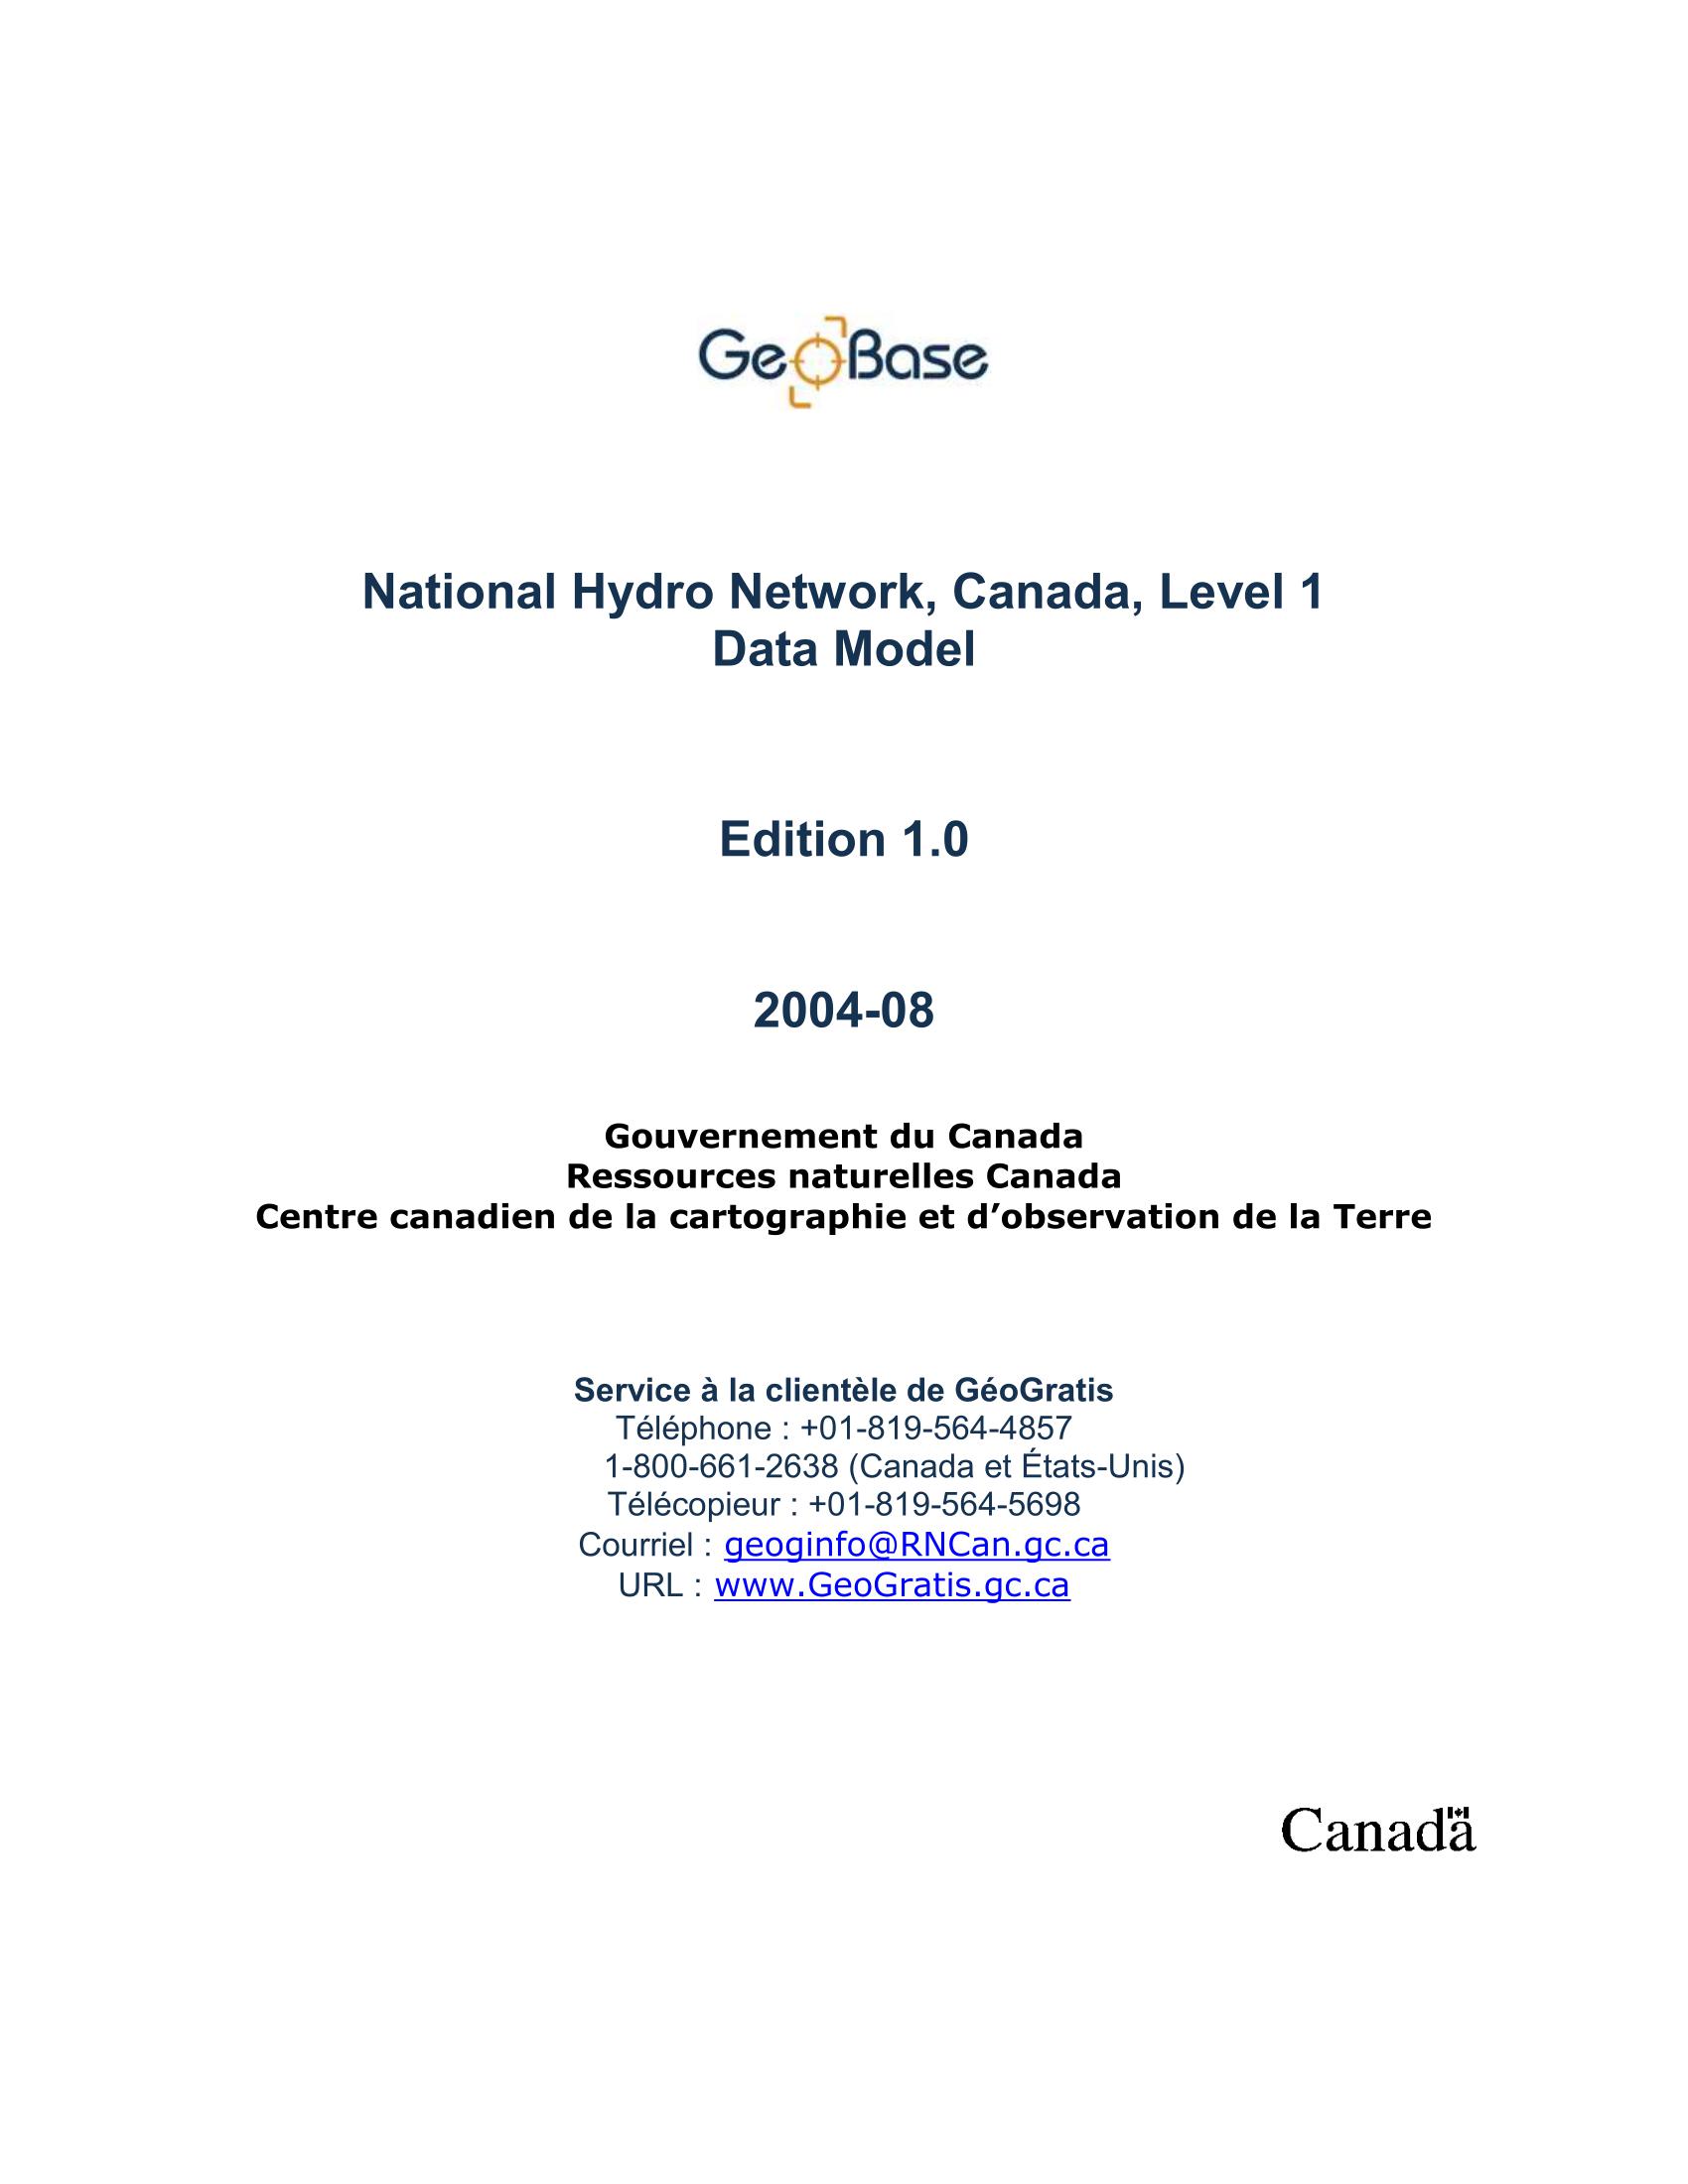 GeoBase
National Hydro Network, Canada, Level 1
Data Model
Edition 1.0
2004-08
Gouvernement du Canada
Ressources naturelles Canada
Centre canadien de la cartographie et d’observation de la Terre
Service à la clientèle de GéoGratis
Téléphone : +01-819-564-4857
1-800-661-2638 (Canada et États-Unis)
Télécopieur : +01-819-564-5698
Courriel : geoginfo@RNCan.gc.ca
URL : www.GeoGratis.gc.ca
Canada